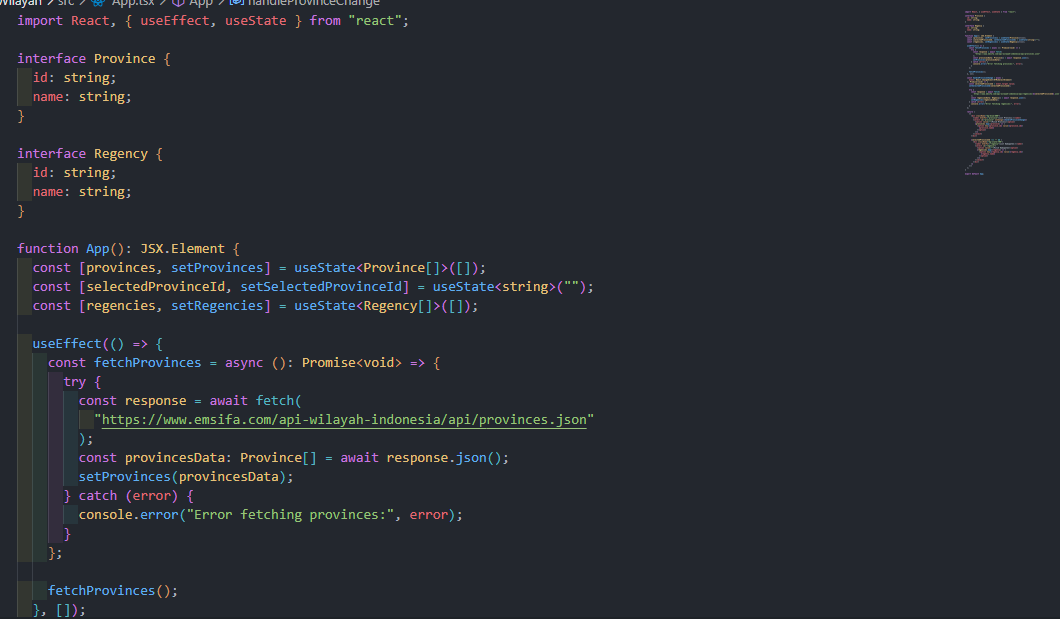 Wilayah > src > App.tsx > App > handleProvinceChange
import React, { useEffect, useState } from "react";
interface Province {
id: string;
name: string;
}
interface Regency {
id: string;
name: string;
}
function App(): JSX.Element {
const [provinces, setProvinces] = useState<Province[]>([]);
const [selectedProvinceId, setSelectedProvinceId] = useState<string>("");
const [regencies, setRegencies] = useState<Regency[]>([]);
useEffect(() => {
const fetchProvinces = async (): Promise<void> => {
try {
const response = await fetch(
"https://www.emsifa.com/api-wilayah-indonesia/api/provinces.json"
);
const provincesData: Province[] = await response.json();
setProvinces(provincesData);
} catch (error) {
console.error("Error fetching provinces:", error);
}
};
fetchProvinces();
}, []);